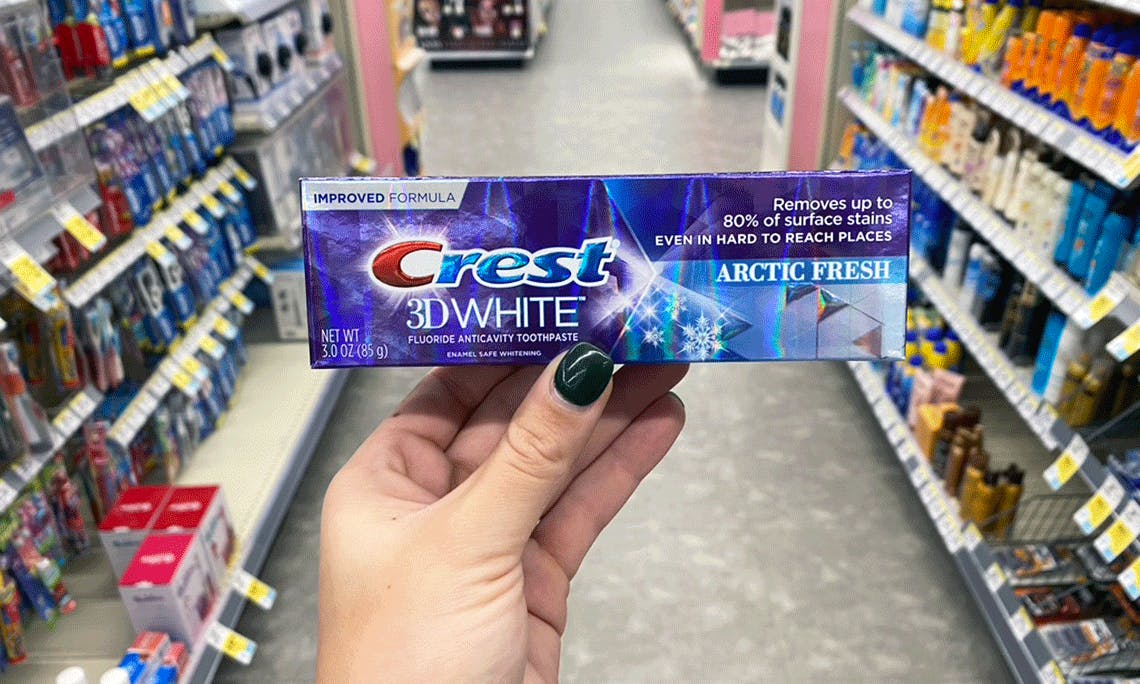 IMPROVED FORMULA
Crest
3D WHITE™
FLUORIDE ANTICAVITY TOOTHPASTE
ENAMEL SAFE WHITENING
NET WT
3.0 OZ (85 g)
Removes up to
80% of surface stains
EVEN IN HARD TO REACH PLACES
ARCTIC FRESH